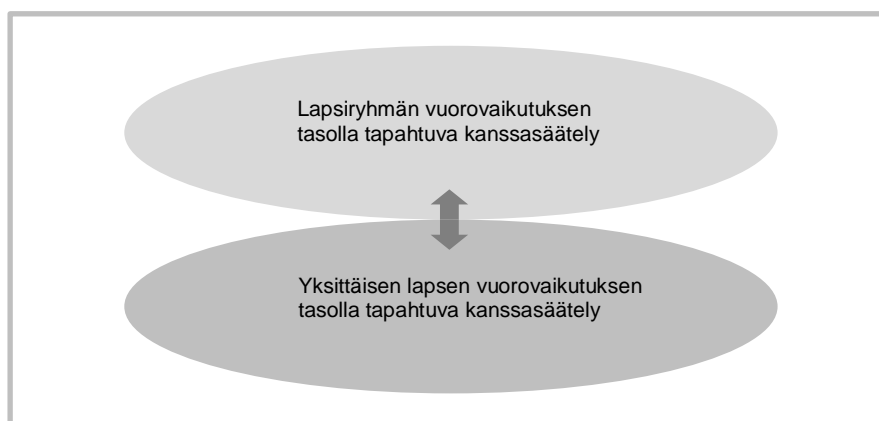 Lapsiryhmän vuorovaikutuksen
tasolla tapahtuva kanssasäätely
Yksittäisen lapsen vuorovaikutuksen
tasolla tapahtuva kanssasäätely